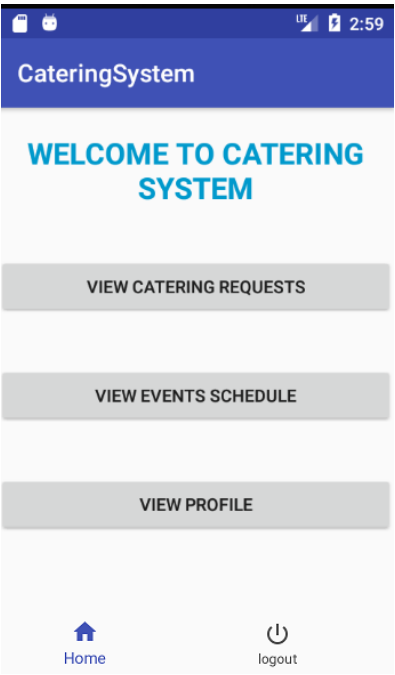 LTE 2:59
CateringSystem
WELCOME TO CATERING
SYSTEM
VIEW CATERING REQUESTS
VIEW EVENTS SCHEDULE
VIEW PROFILE
Home logout